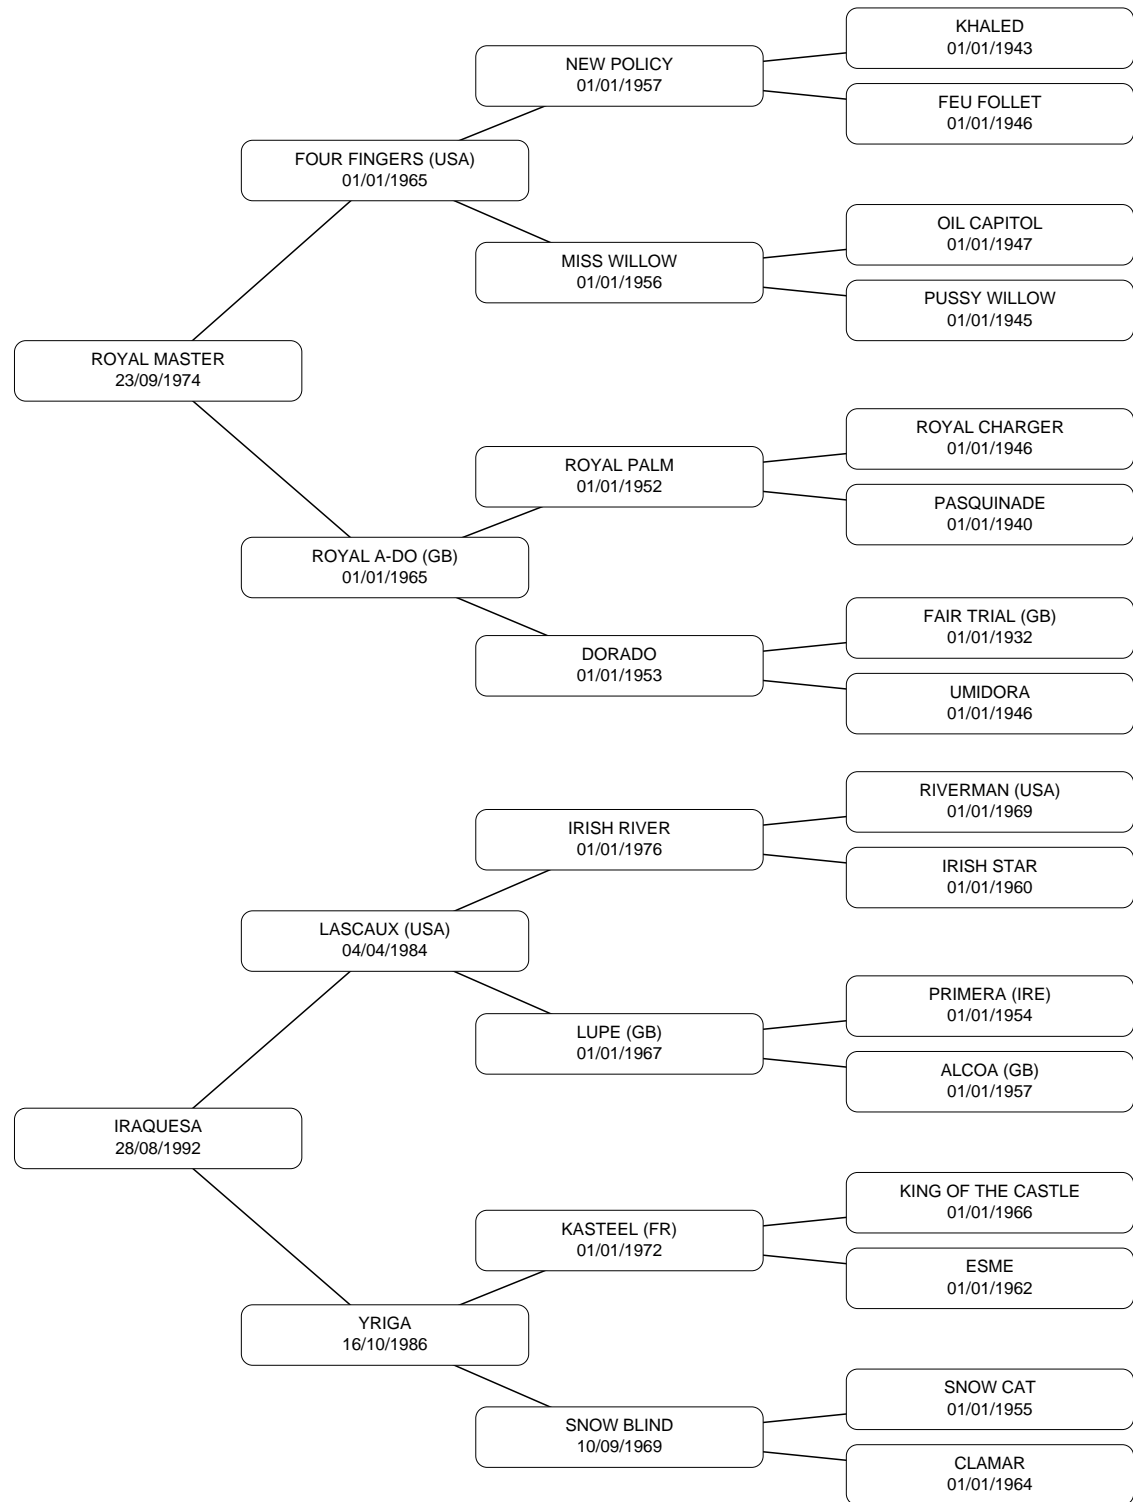 KHALED
01/01/1943
NEW POLICY
01/01/1957
FEU FOLLET
01/01/1946
FOUR FINGERS (USA)
01/01/1965
OIL CAPITOL
01/01/1947
MISS WILLOW
01/01/1956
PUSSY WILLOW
01/01/1945
ROYAL MASTER
23/09/1974
ROYAL CHARGER
01/01/1946
ROYAL PALM
01/01/1952
PASQUINADE
01/01/1940
ROYAL A-DO (GB)
01/01/1965
FAIR TRIAL (GB)
01/01/1932
DORADO
01/01/1953
UMIDORA
01/01/1946
RIVERMAN (USA)
01/01/1969
IRISH RIVER
01/01/1976
IRISH STAR
01/01/1960
LASCAUX (USA)
04/04/1984
PRIMERA (IRE)
01/01/1954
LUPE (GB)
01/01/1967
ALCOA (GB)
01/01/1957
IRAQUESA
28/08/1992
KING OF THE CASTLE
01/01/1966
KASTEEL (FR)
01/01/1972
ESME
01/01/1962
YRIGA
16/10/1986
SNOW CAT
01/01/1955
SNOW BLIND
10/09/1969
CLAMAR
01/01/1964